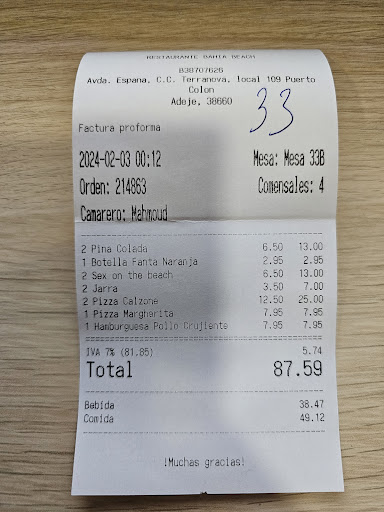 RESTAURANTE BAHIA BEACH
B38707626
Avda. Espana, C.C. Terranova, local 109 Puerto
Colon
Adeje, 38660
33
Factura proforma
2024-02-03 00:12 Mesa: Mesa 33B
Orden: 214863 Comensales: 4
Camarero: Mahmoud
2 Pina Colada 6.50 13.00
1 Botella Fanta Naranja 2.95 2.95
2 Sex on the beach 6.50 13.00
2 Jarra 3.50 7.00
2 Pizza Calzone 12.50 25.00
1 Pizza Margherita 7.95 7.95
1 Hamburguesa Pollo Crujiente 7.95 7.95
IVA 7% (81.85) 5.74
Total 87.59
Bebida 38.47
Comida 49.12
¡Muchas gracias!